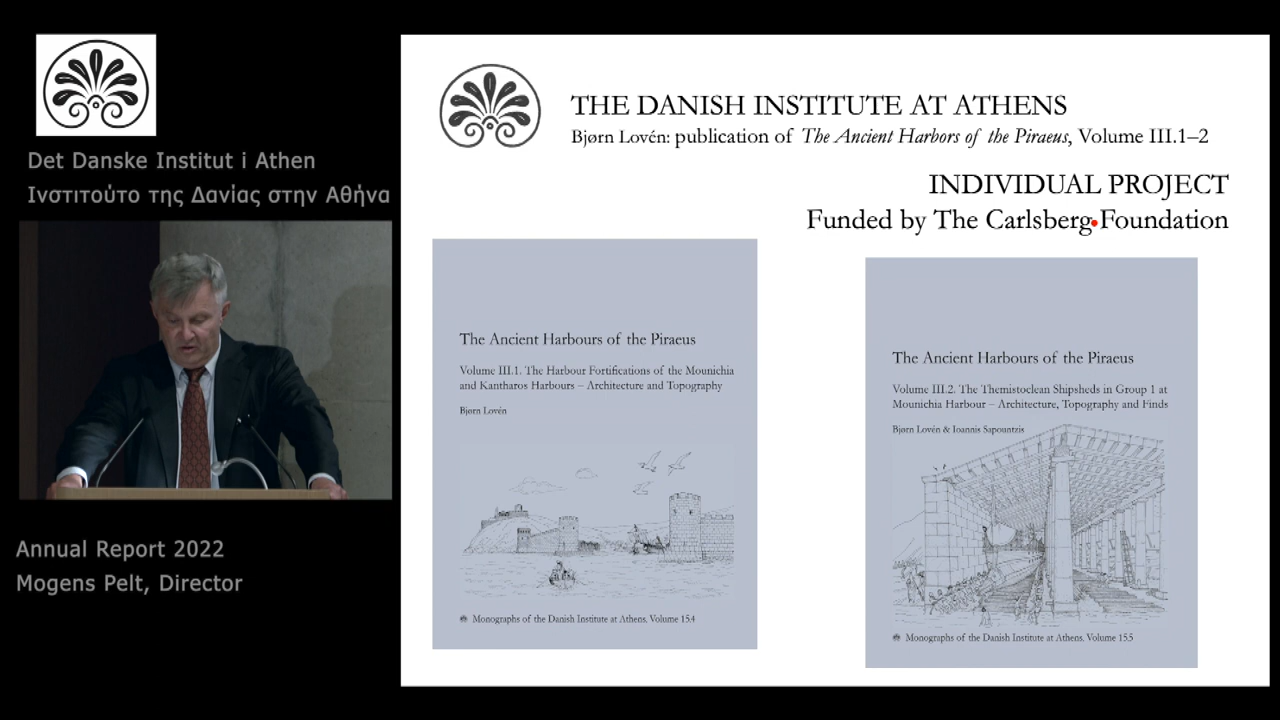 Det Danske Institut i Athen
Ινστιτούτο της Δανίας στην Αθήνα
Annual Report 2022
Mogens Pelt, Director
THE DANISH INSTITUTE AT ATHENS
Bjørn Lovén: publication of The Ancient Harbors of the Piraeus, Volume III.1–2
INDIVIDUAL PROJECT
Funded by The Carlsberg Foundation
The Ancient Harbours of the Piraeus
Volume III.1. The Harbour Fortifications of the Mounichia
and Kantharos Harbours – Architecture and Topography
Bjørn Lovén
Monographs of the Danish Institute at Athens. Volume 15.4
The Ancient Harbours of the Piraeus
Volume III.2. The Themistoclean Shipsheds in Group 1 at
Mounichia Harbour – Architecture, Topography and Finds
Bjørn Lovén & Ioannis Sapountzis
Monographs of the Danish Institute at Athens. Volume 15.5